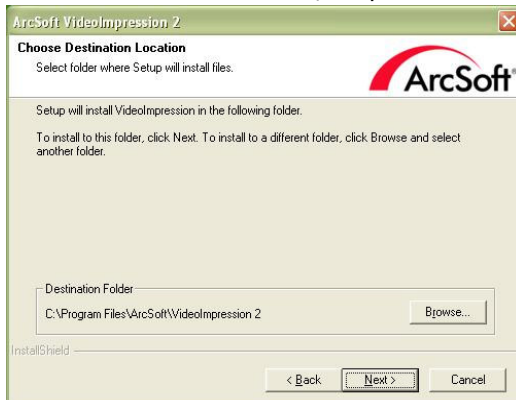 ArcSoft VideoImpression 2
Choose Destination Location
Select folder where Setup will install files.
ArcSoft®
Setup will install VideoImpression in the following folder.
To install to this folder, click Next. To install to a different folder, click Browse and select
another folder.
Destination Folder
C:\Program Files\ArcSoft\VideoImpression 2
Browse...
InstallShield
< Back
Next >
Cancel